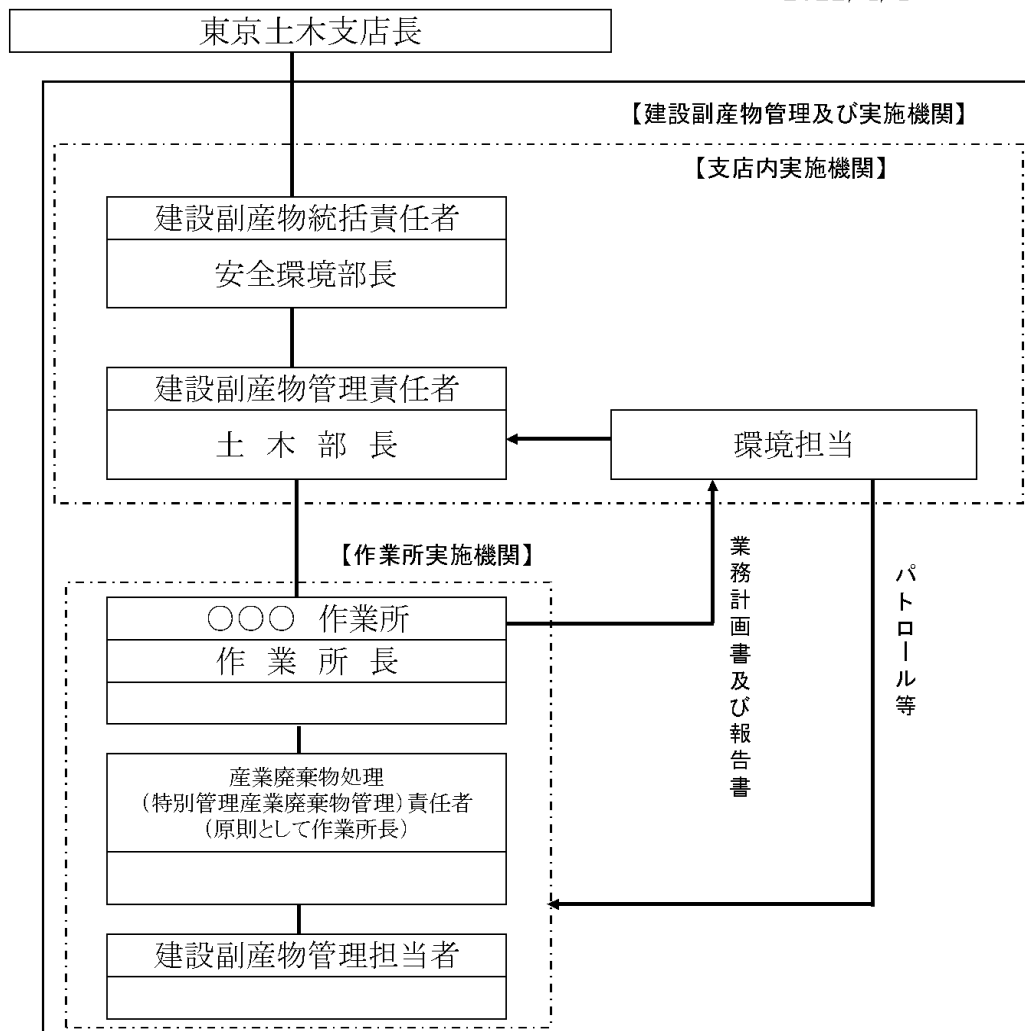 東京土木支店長
【建設副産物管理及び実施機関】
【支店内実施機関】
建設副産物統括責任者
安全環境部長
建設副産物管理責任者
土 木 部 長
環境担当
【作業所実施機関】
〇〇〇 作業所
作 業 所 長
業務計画書及び報告書
パトロール等
産業廃棄物処理
(特別管理産業廃棄物管理)責任者
(原則として作業所長)
建設副産物管理担当者